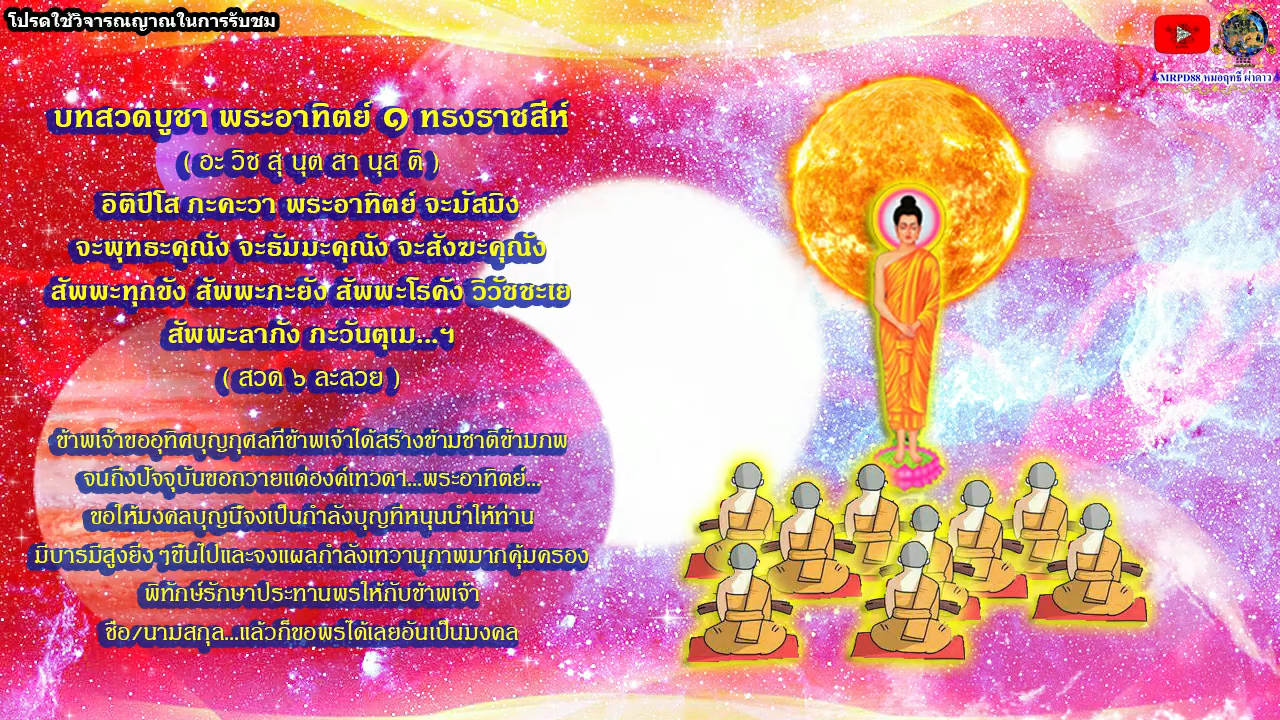 โปรดใช้วิจารณญาณในการรับชม
MRPD88 หมอฤทธิ์ ผ่าดาว
บทสวดบูชา พระอาทิตย์ ๑ ทรงราชสีห์
( อะ วิช สุ นุต สา นุส ติ )
อิติปิโส ภะคะวา พระอาทิตย์ จะมัสมิง
จะพุทธะคุณัง จะธัมมะคุณัง จะสังฆะคุณัง
สัพพะทุกขัง สัพพะภะยัง สัพพะโรคัง วิวัชชะเย
สัพพะลาภัง ภะวันตุเม...ฯ
( สวด ๖ ละลวย )
ข้าพเจ้าขออุทิศบุญกุศลที่ข้าพเจ้าได้สร้างข้ามชาติข้ามภพ
จนถึงปัจจุบันขอถวายแด่องค์เทวดา...พระอาทิตย์...
ขอให้มงคลบุญนี้จงเป็นกำลังบุญที่หนุนนำให้ท่าน
มีบารมีสูงยิ่งๆขึ้นไปและจงแผลกำลังเทวานุภาพมากคุ้มครอง
พิทักษ์รักษาประทานพรให้กับข้าพเจ้า
ชื่อ/นามสกุล...แล้วก็ขอพรได้เลยอันเป็นมงคล